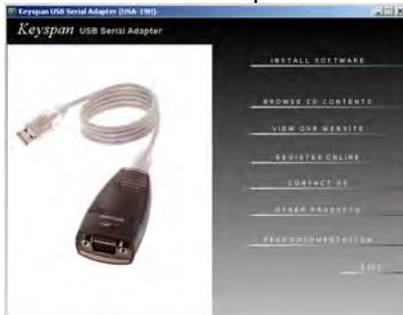 Keyspan USB Serial Adapter (USA-19H)
Keyspan USB Serial Adapter
INSTALL SOFTWARE
BROWSE CD CONTENTS
VIEW OUR WEBSITE
REGISTER ONLINE
CONTACT US
OTHER PRODUCTS
READ DOCUMENTATION
EXIT